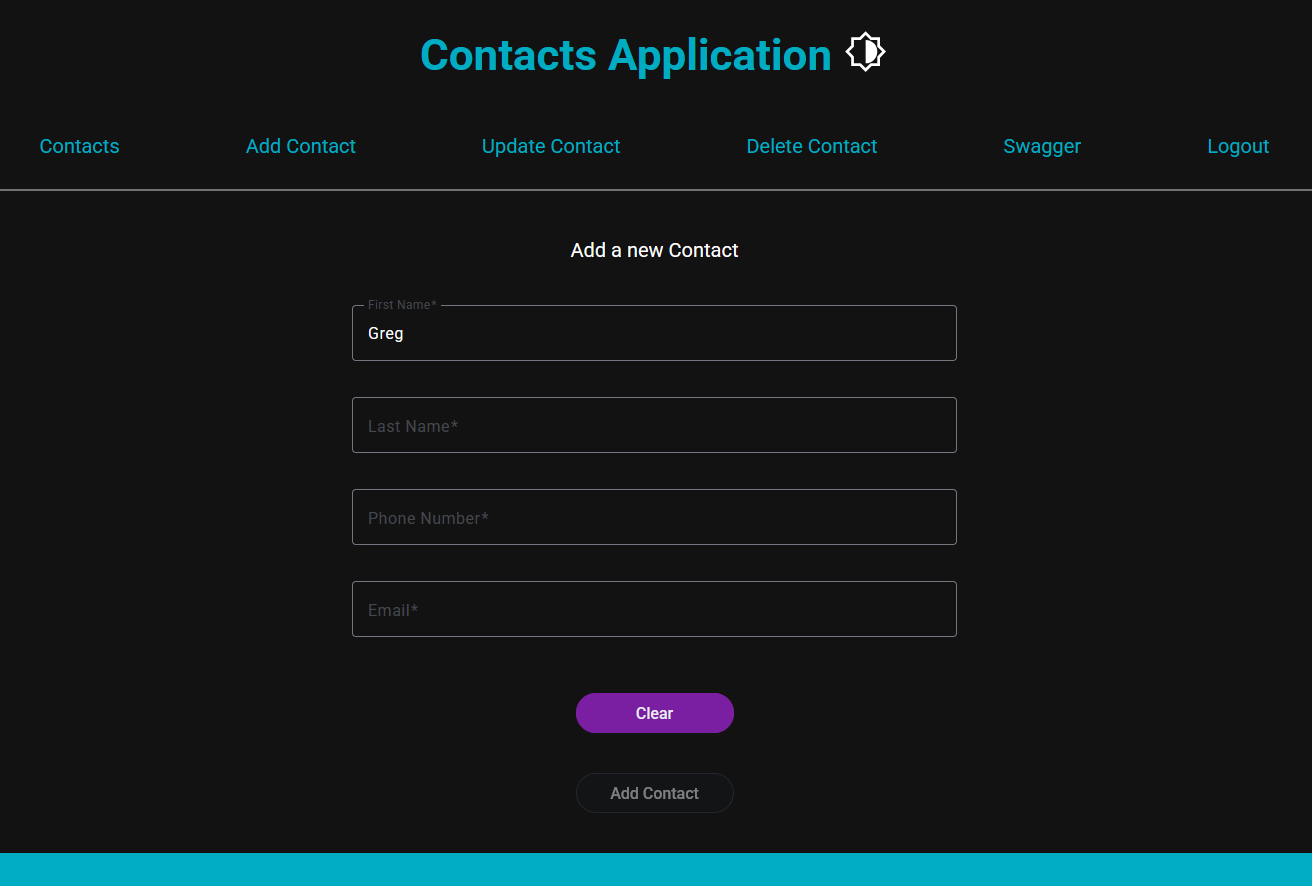 Contacts Application
Contacts Add Contact Update Contact Delete Contact Swagger Logout
Add a new Contact
First Name*
Greg
Last Name*
Phone Number*
Email*
Clear
Add Contact